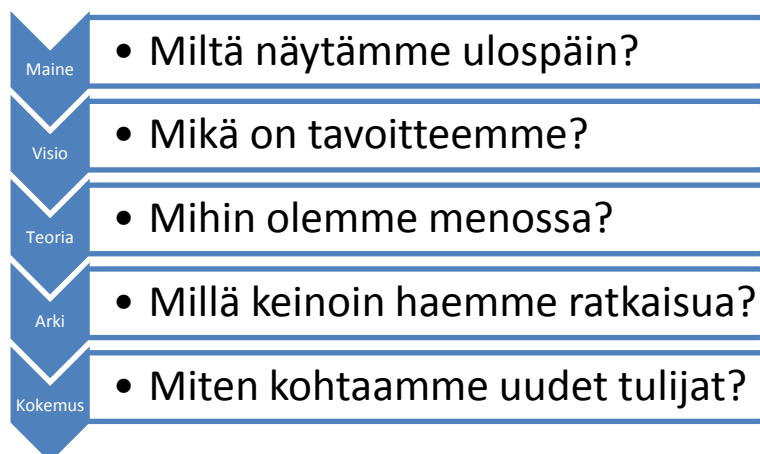 Maine
• Miltä näytämme ulospäin?
Visio
• Mikä on tavoitteemme?
Teoria
• Mihin olemme menossa?
Arki
• Millä keinoin haemme ratkaisua?
Kokemus
• Miten kohtaamme uudet tulijat?